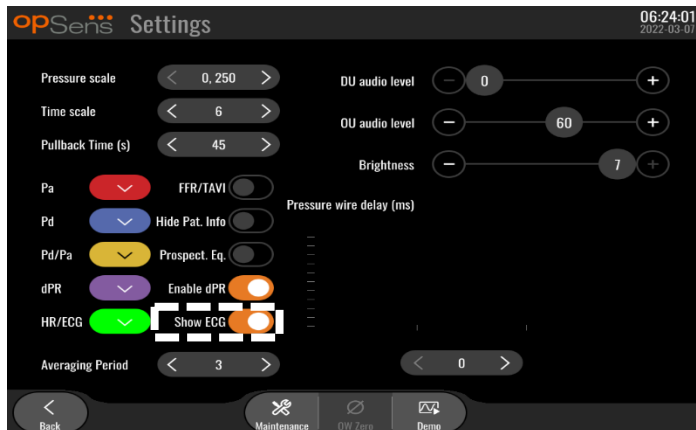 opSens Settings
06:24:01
2022-03-07
Pressure scale
0, 250
Time scale
6
Pullback Time (s)
45
DU audio level
0
OU audio level
60
Brightness
7
Pa
FFR/TAVI
Pd
Hide Pat. Info
Pressure wire delay (ms)
Pd/Pa
Prospect. Eq.
dPR
Enable dPR
HR/ECG
Show ECG
Averaging Period
3
0
Back
Maintenance
OW Zero
Demo